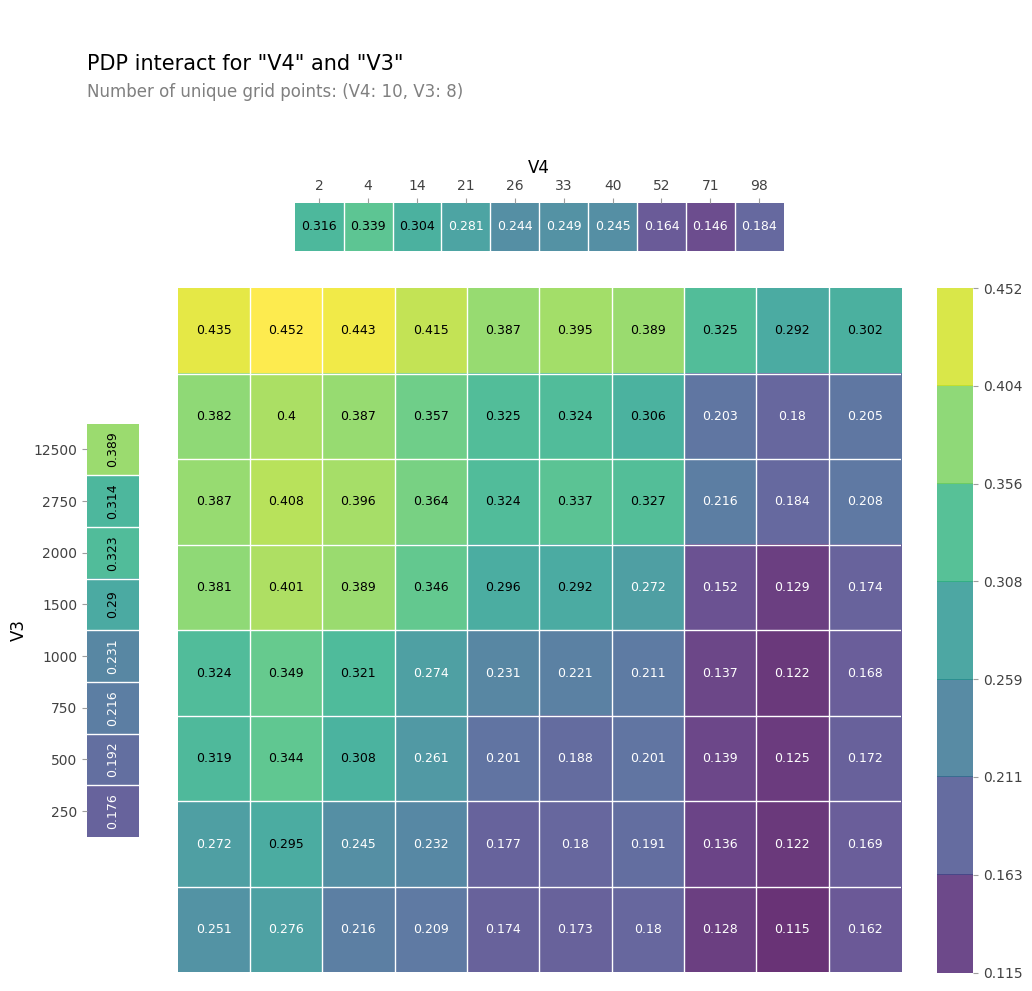 PDP interact for "V4" and "V3"
Number of unique grid points: (V4: 10, V3: 8)
V4
2 4 14 21 26 33 40 52 71 98
0.316 0.339 0.304 0.281 0.244 0.249 0.245 0.164 0.146 0.184
0.435 0.452 0.443 0.415 0.387 0.395 0.389 0.325 0.292 0.302
0.382 0.4 0.387 0.357 0.325 0.324 0.306 0.203 0.18 0.205
0.387 0.408 0.396 0.364 0.324 0.337 0.327 0.216 0.184 0.208
0.381 0.401 0.389 0.346 0.296 0.292 0.272 0.152 0.129 0.174
0.324 0.349 0.321 0.274 0.231 0.221 0.211 0.137 0.122 0.168
0.319 0.344 0.308 0.261 0.201 0.188 0.201 0.139 0.125 0.172
0.272 0.295 0.245 0.232 0.177 0.18 0.191 0.136 0.122 0.169
0.251 0.276 0.216 0.209 0.174 0.173 0.18 0.128 0.115 0.162
V3
12500 0.389
2750 0.314
2000 0.323
1500 0.29
1000 0.231
750 0.216
500 0.192
250 0.176
0.452
0.404
0.356
0.308
0.259
0.211
0.163
0.115